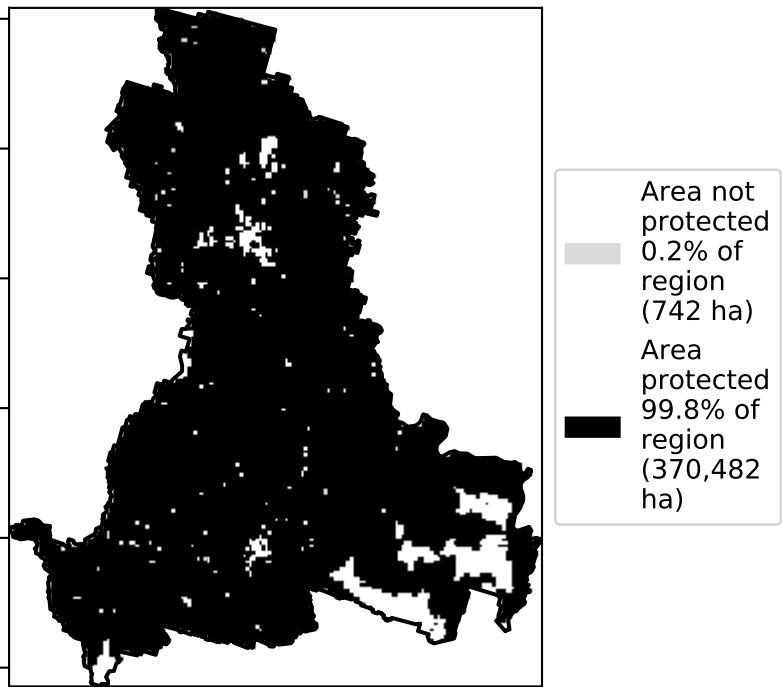 Area not
protected
0.2% of
region
(742 ha)
Area
protected
99.8% of
region
(370,482
ha)